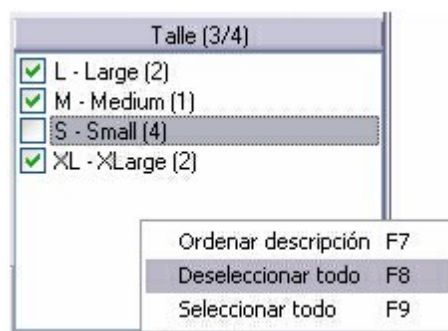 Talle (3/4)
L - Large (2)
M - Medium (1)
S - Small (4)
XL - XLarge (2)
Ordenar descripción F7
Deseleccionar todo F8
Seleccionar todo F9